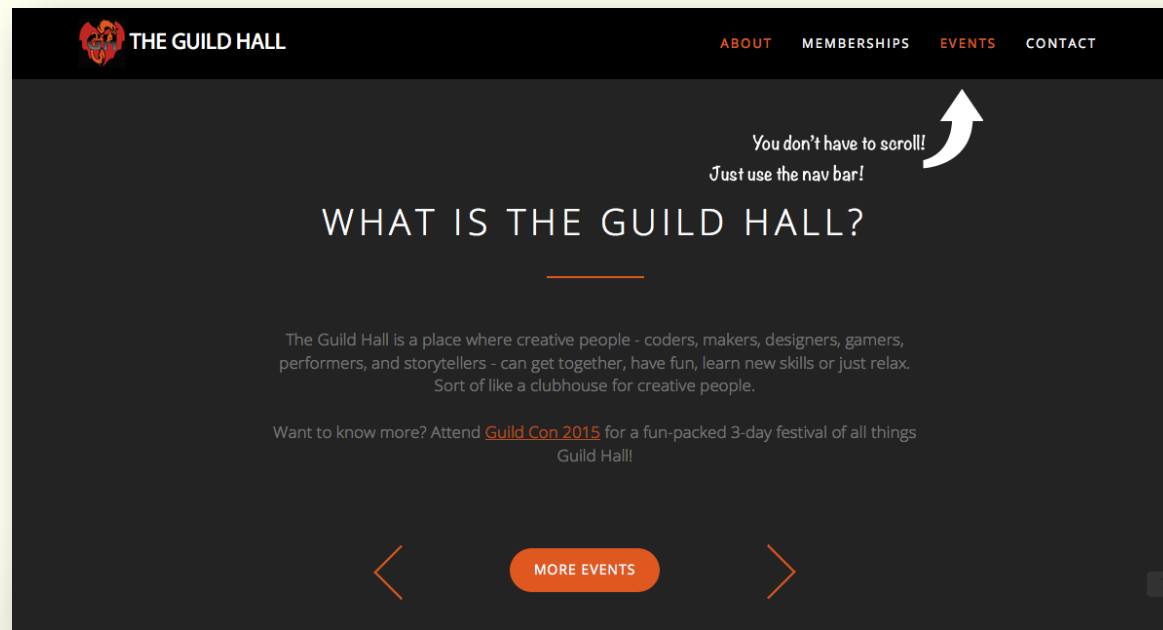 GH THE GUILD HALL
ABOUT MEMBERSHIPS EVENTS CONTACT
You don't have to scroll!
Just use the nav bar!
WHAT IS THE GUILD HALL?
The Guild Hall is a place where creative people - coders, makers, designers, gamers,
performers, and storytellers - can get together, have fun, learn new skills or just relax.
Sort of like a clubhouse for creative people.
Want to know more? Attend Guild Con 2015 for a fun-packed 3-day festival of all things
Guild Hall!
MORE EVENTS